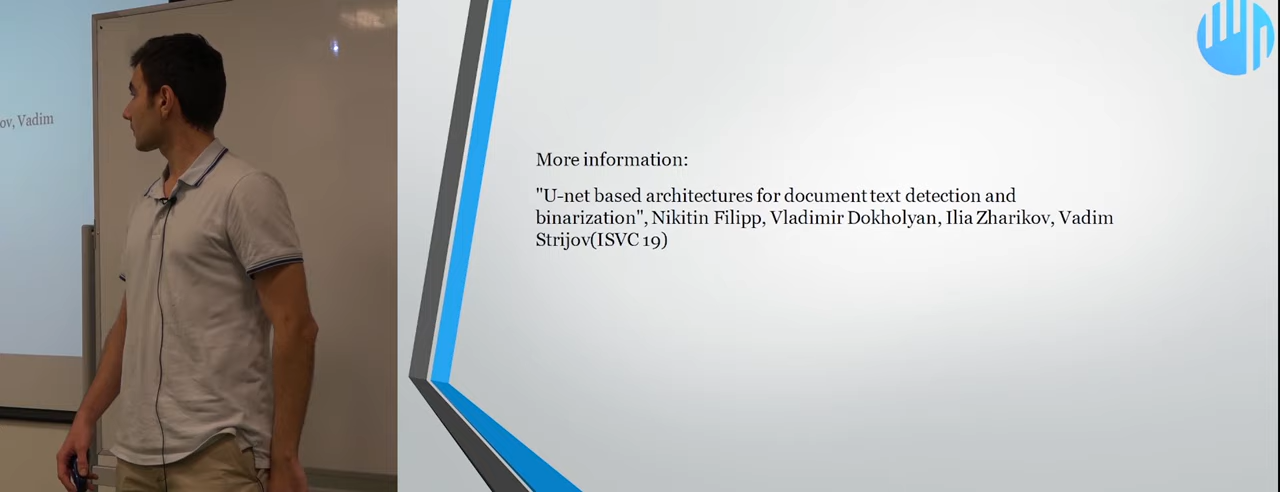 ov, Vadim
More information:
"U-net based architectures for document text detection and
binarization", Nikitin Filipp, Vladimir Dokholyan, Ilia Zharikov, Vadim
Strijov(ISVC 19)